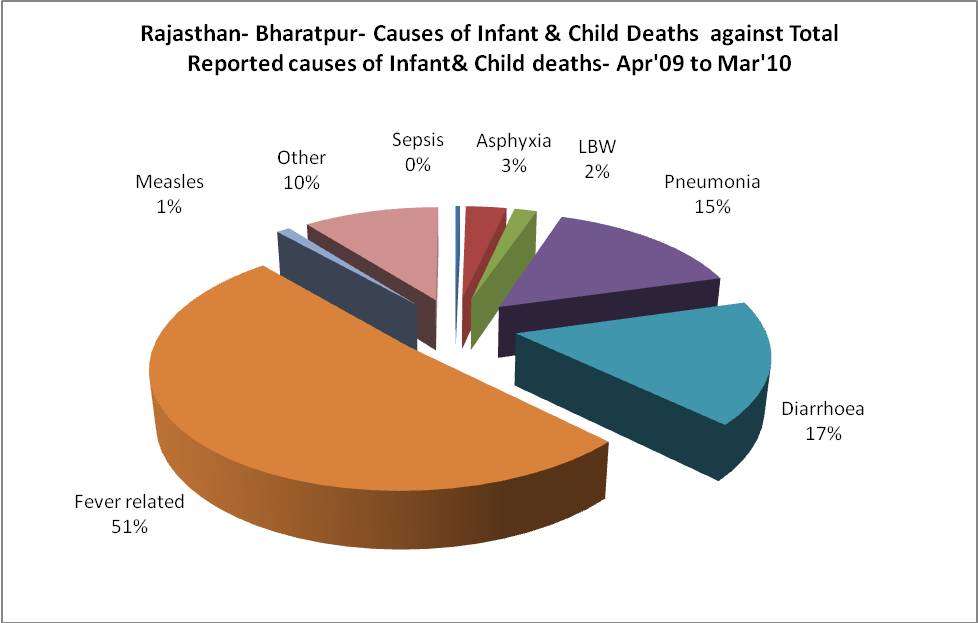 Rajasthan- Bharatpur- Causes of Infant & Child Deaths against Total
Reported causes of Infant& Child deaths- Apr'09 to Mar'10
Sepsis
0%
Asphyxia
3%
LBW
2%
Pneumonia
15%
Diarrhoea
17%
Fever related
51%
Measles
1%
Other
10%